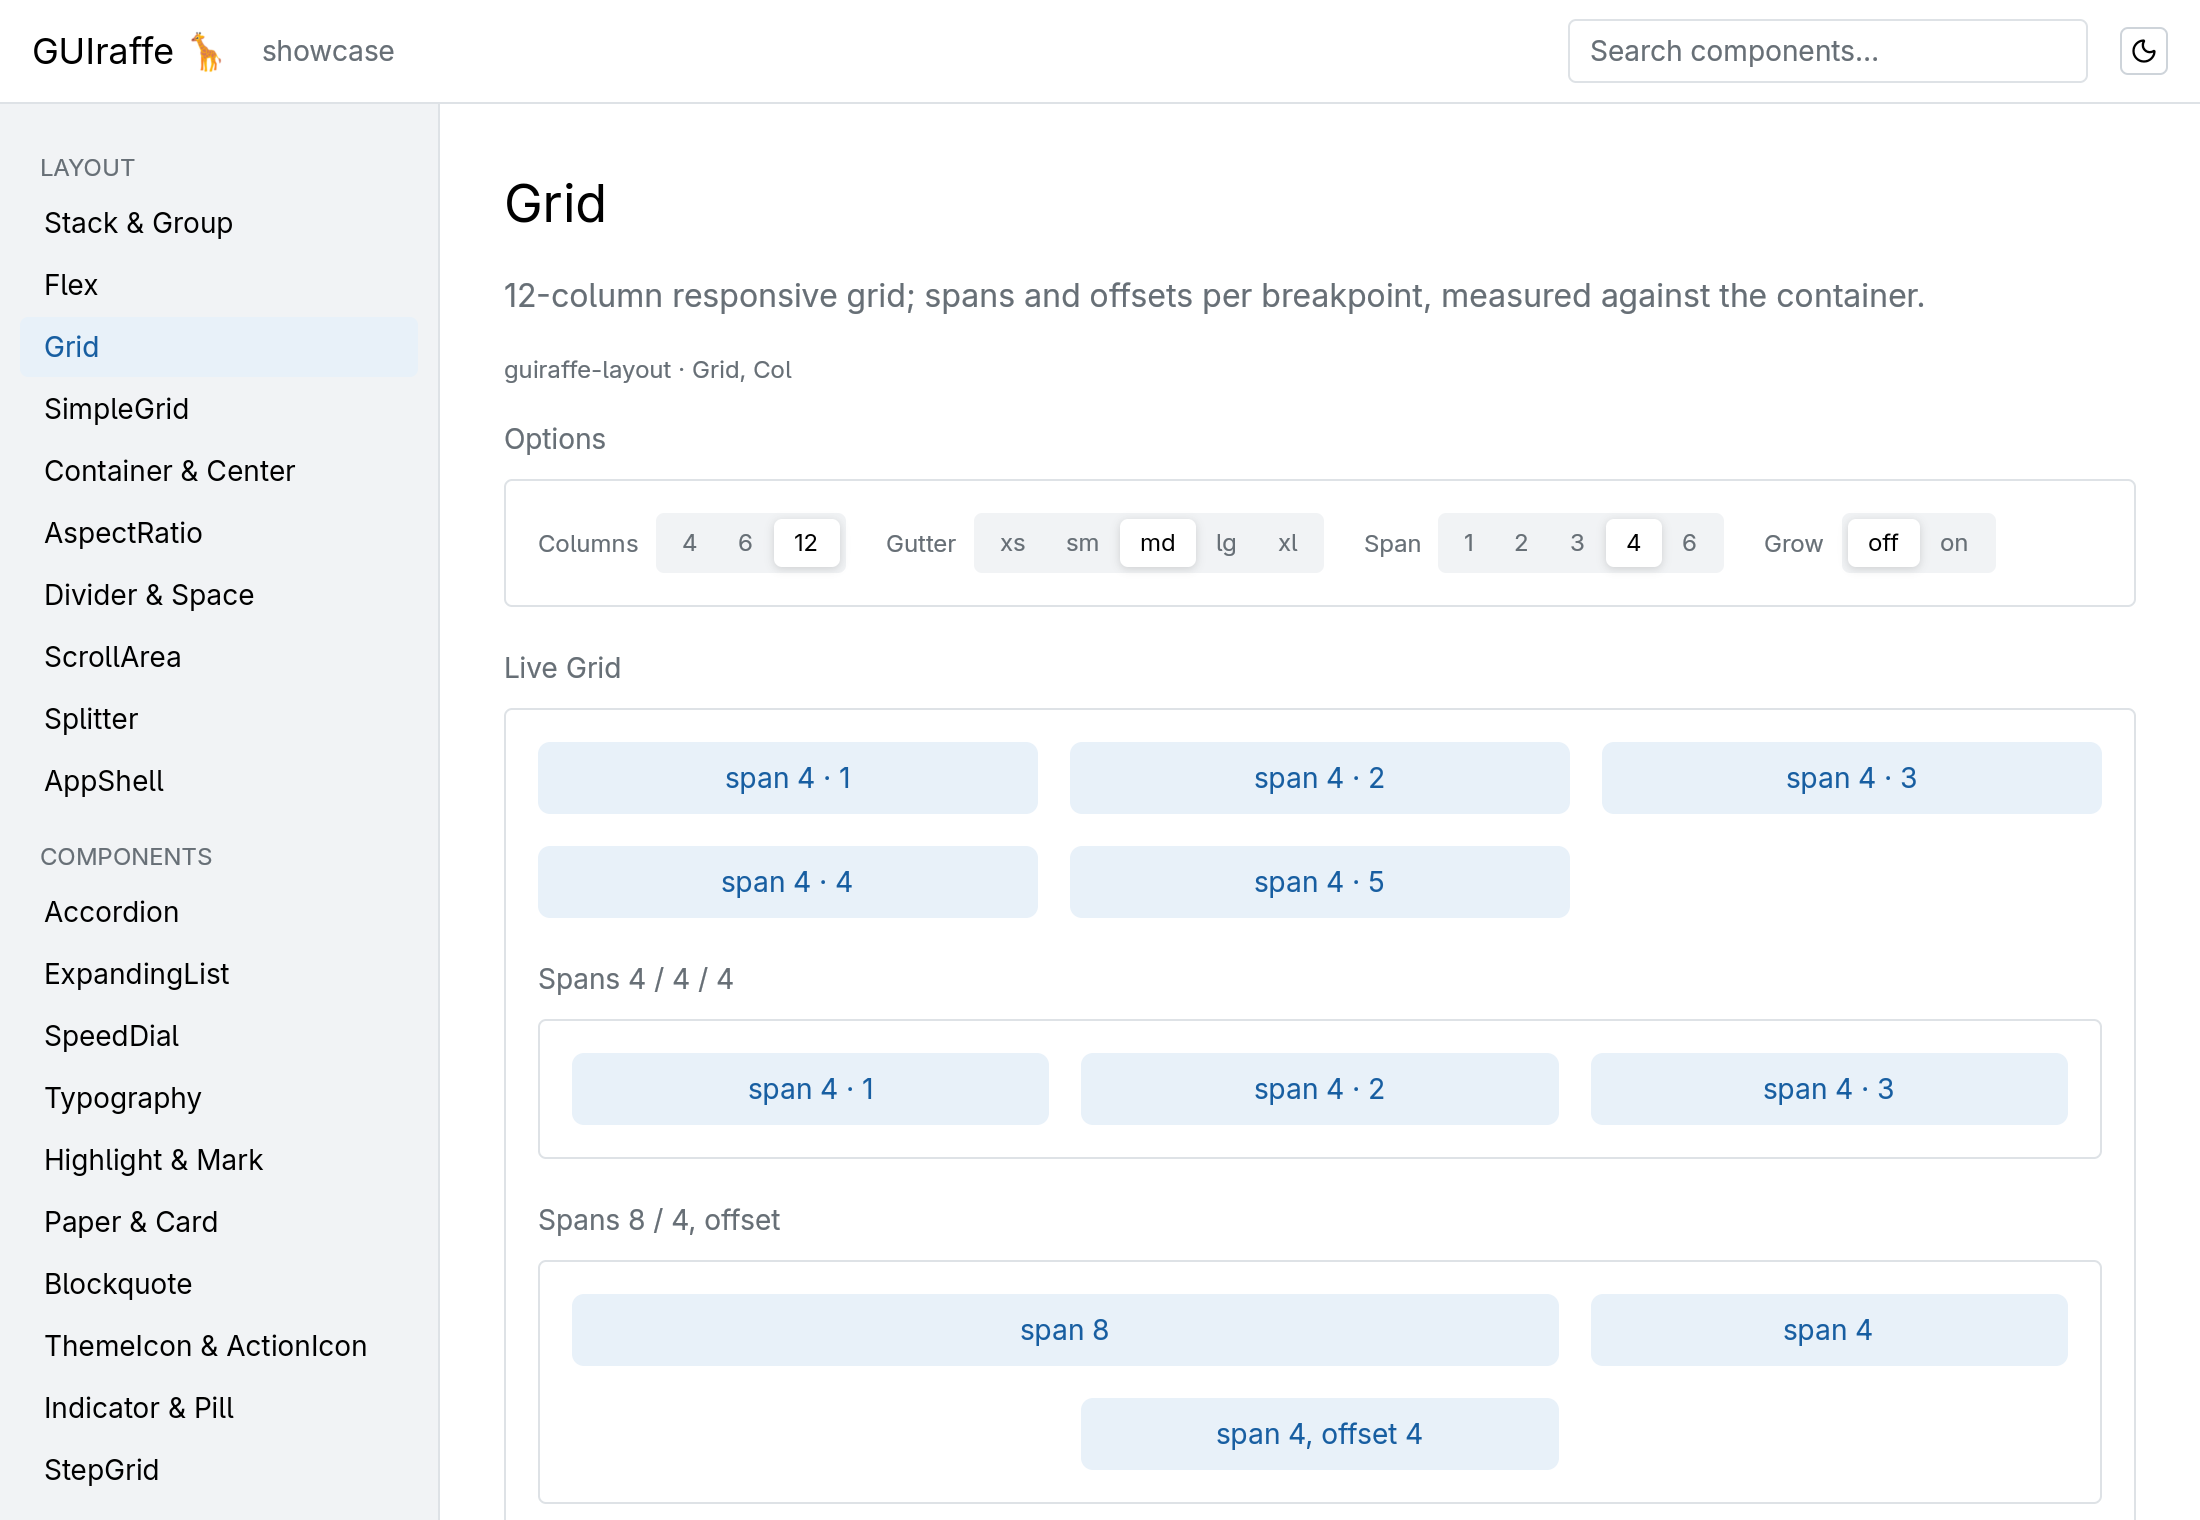 GUIraffe 🦒 showcase Search components...
LAYOUT
Stack & Group
Flex
Grid
SimpleGrid
Container & Center
AspectRatio
Divider & Space
ScrollArea
Splitter
AppShell
COMPONENTS
Accordion
ExpandingList
SpeedDial
Typography
Highlight & Mark
Paper & Card
Blockquote
ThemeIcon & ActionIcon
Indicator & Pill
StepGrid
Grid
12-column responsive grid; spans and offsets per breakpoint, measured against the container.
guiraffe-layout · Grid, Col
Options
Columns 4 6 12 Gutter xs sm md lg xl Span 1 2 3 4 6 Grow off on
Live Grid
span 4 · 1 span 4 · 2 span 4 · 3
span 4 · 4 span 4 · 5
Spans 4 / 4 / 4
span 4 · 1 span 4 · 2 span 4 · 3
Spans 8 / 4, offset
span 8 span 4
span 4, offset 4